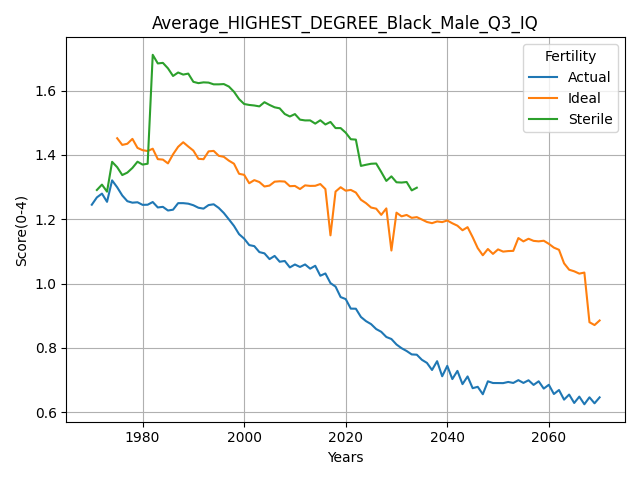 Average_HIGHEST_DEGREE_Black_Male_Q3_IQ
Fertility
Actual
Ideal
Sterile
Score(0-4)
1.6
1.4
1.2
1.0
0.8
0.6
1980
2000
2020
2040
2060
Years